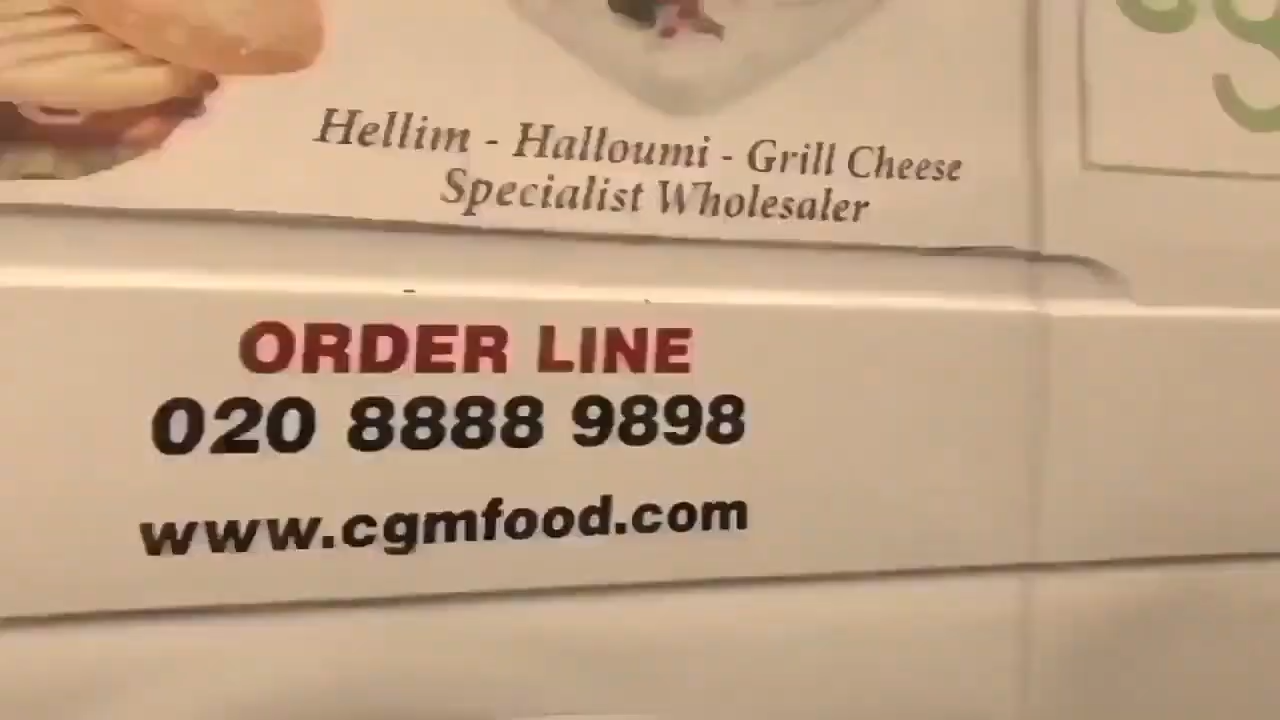 Hellim - Halloumi - Grill Cheese
Specialist Wholesaler
ORDER LINE
020 8888 9898
www.cgmfood.com